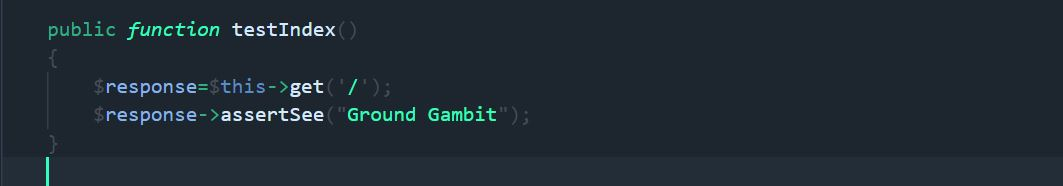 public function testIndex()
{
$response=$this->get('/');
$response->assertSee("Ground Gambit");
}